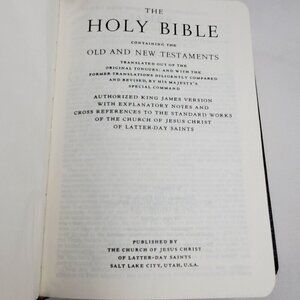 THE
HOLY BIBLE
CONTAINING THE
OLD AND NEW TESTAMENTS
TRANSLATED OUT OF THE
ORIGINAL TONGUES: AND WITH THE
FORMER TRANSLATIONS DILIGENTLY COMPARED
AND REVISED, BY HIS MAJESTY'S
SPECIAL COMMAND
AUTHORIZED KING JAMES VERSION
WITH EXPLANATORY NOTES AND
CROSS REFERENCES TO THE STANDARD WORKS
OF THE CHURCH OF JESUS CHRIST
OF LATTER-DAY SAINTS
PUBLISHED BY
THE CHURCH OF JESUS CHRIST
OF LATTER-DAY SAINTS
SALT LAKE CITY, UTAH, U.S.A.